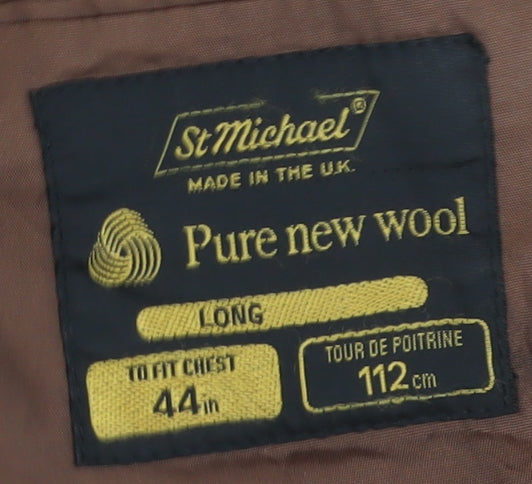 St Michael®
MADE IN THE U.K.
Pure new wool
LONG
TO FIT CHEST
44in
TOUR DE POITRINE
112cm